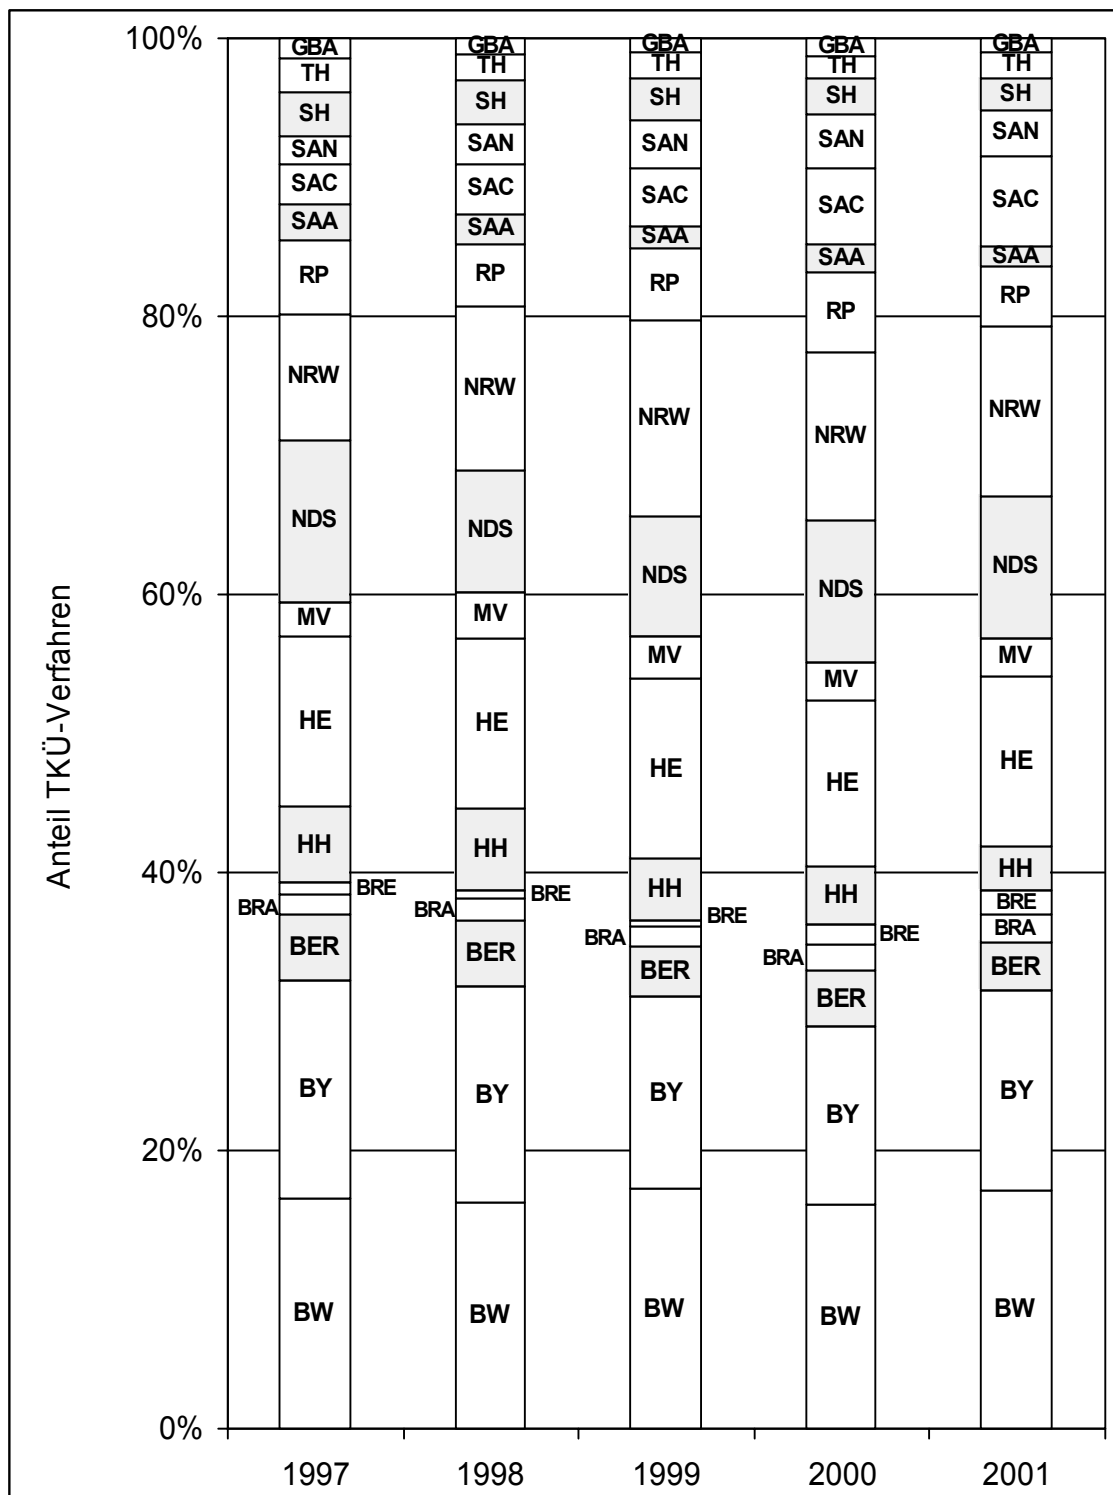 Anteil TKÜ-Verfahren
100%
80%
60%
40%
20%
0%
GBA
TH
SH
SAN
SAC
SAA
RP
NRW
NDS
MV
HE
HH
BRE
BRA
BER
BY
BW
GBA
TH
SH
SAN
SAC
SAA
RP
NRW
NDS
MV
HE
HH
BRE
BRA
BER
BY
BW
GBA
TH
SH
SAN
SAC
SAA
RP
NRW
NDS
MV
HE
HH
BRE
BRA
BER
BY
BW
GBA
TH
SH
SAN
SAC
SAA
RP
NRW
NDS
MV
HE
HH
BRE
BRA
BER
BY
BW
GBA
TH
SH
SAN
SAC
SAA
RP
NRW
NDS
MV
HE
HH
BRE
BRA
BER
BY
BW
1997 1998 1999 2000 2001